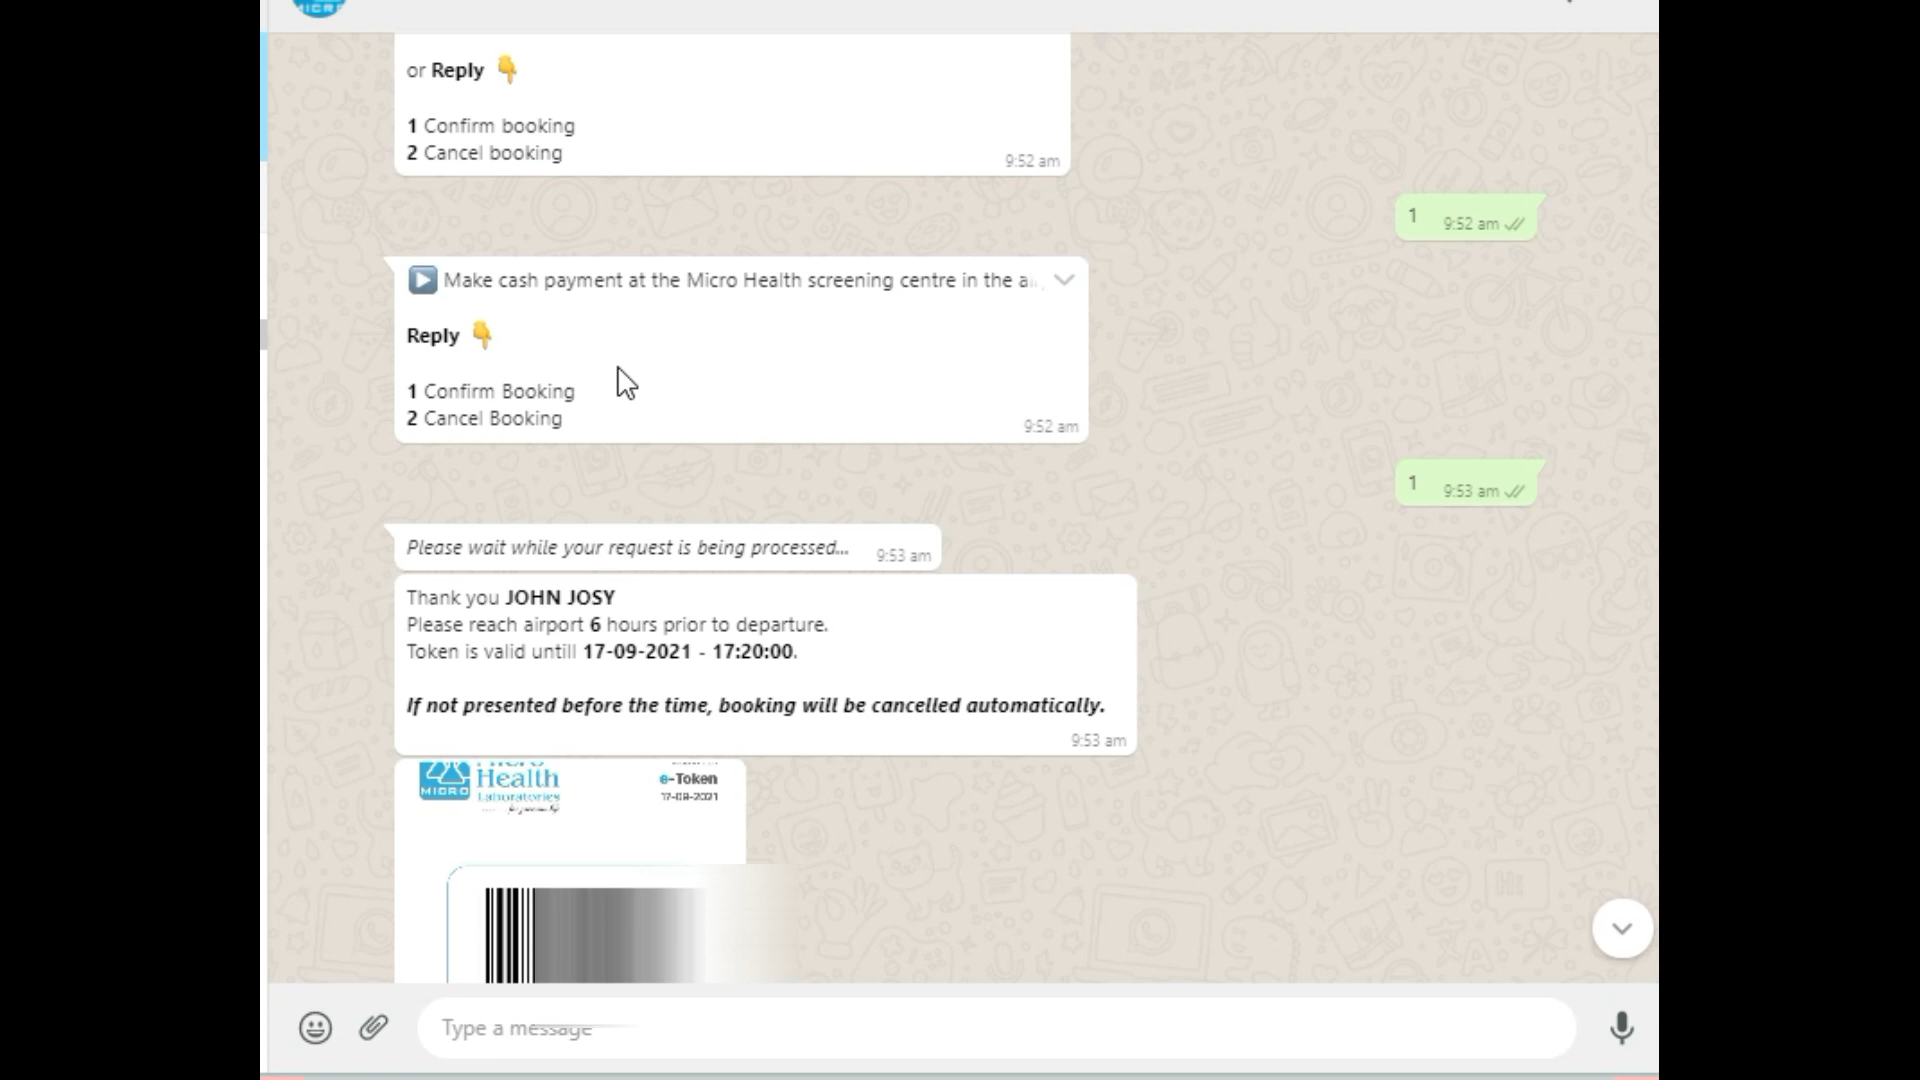 or Reply 👇
1 Confirm booking
2 Cancel booking
9:52 am
1 9:52 am
▶️ Make cash payment at the Micro Health screening centre in the
Reply 👇
1 Confirm Booking
2 Cancel Booking
9:52 am
1 9:53 am
Please wait while your request is being processed... 9:53 am
Thank you JOHN JOSY
Please reach airport 6 hours prior to departure.
Token is valid untill 17-09-2021 - 17:20:00.
If not presented before the time, booking will be cancelled automatically.
9:53 am
MICRO
Health
Laboratories
e-Token
17-09-2021
Type a message